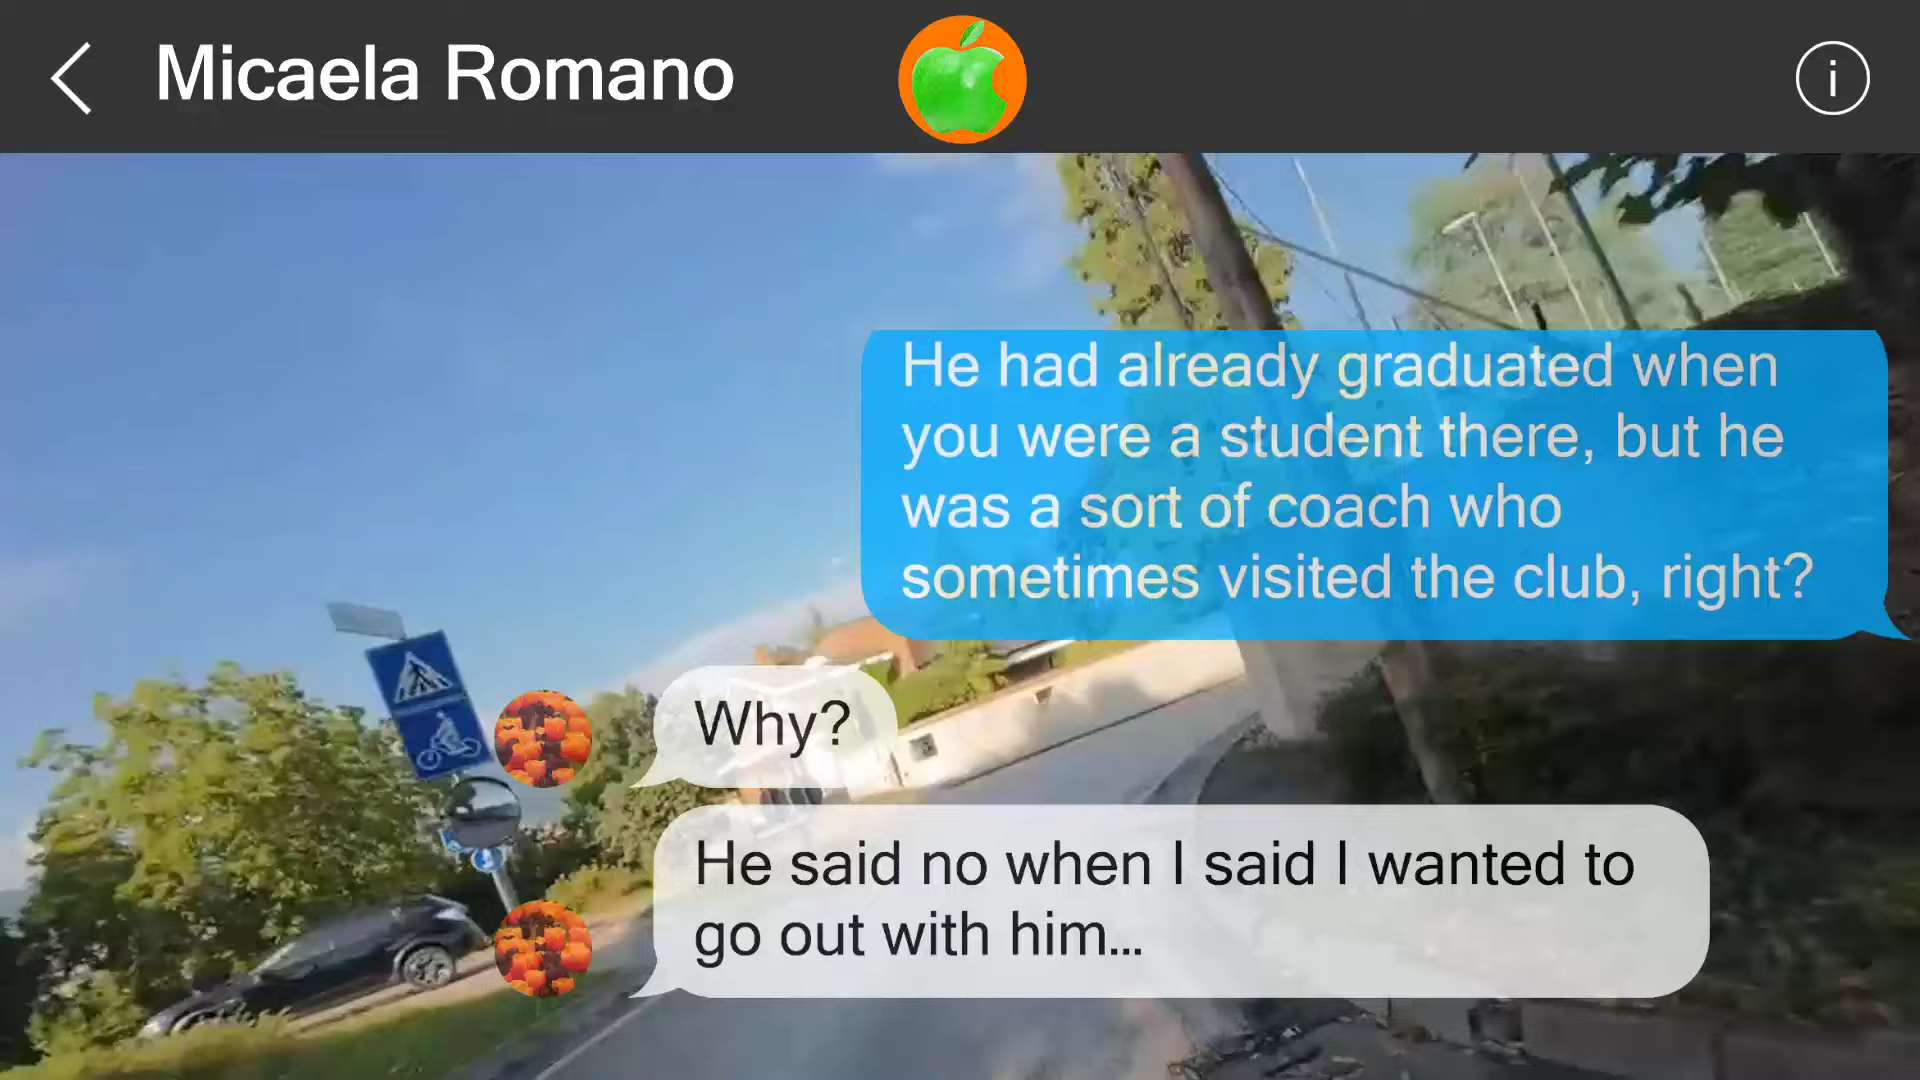 Micaela Romano
i
He had already graduated when
you were a student there, but he
was a sort of coach who
sometimes visited the club, right?
Why?
He said no when I said I wanted to
go out with him...